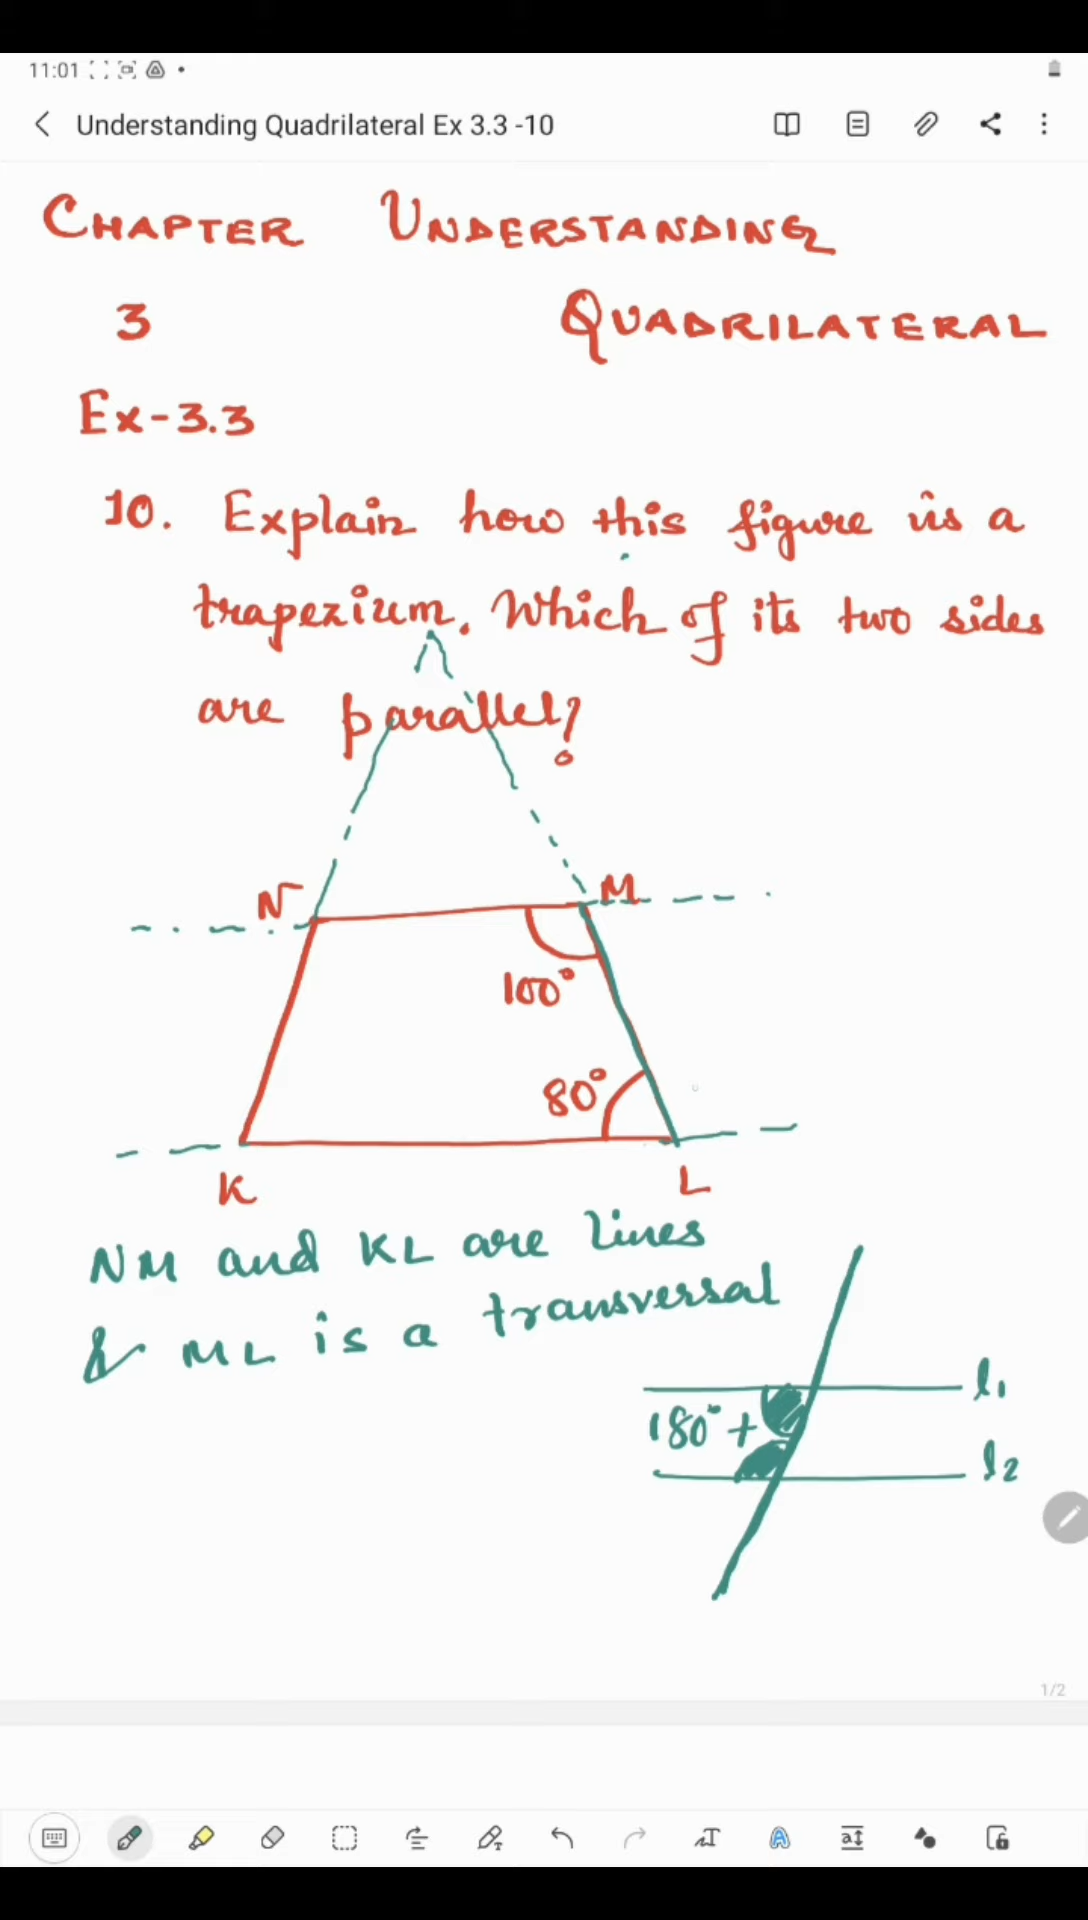 11:01
Understanding Quadrilateral Ex 3.3 -10
CHAPTER UNDERSTANDING
3 QUADRILATERAL
Ex-3.3
10. Explain how this figure is a
trapezium. Which of its two sides
are parallel?
N M
100°
80°
K L
NM and KL are lines
& ML is a transversal
l1
180° +
l2
1/2